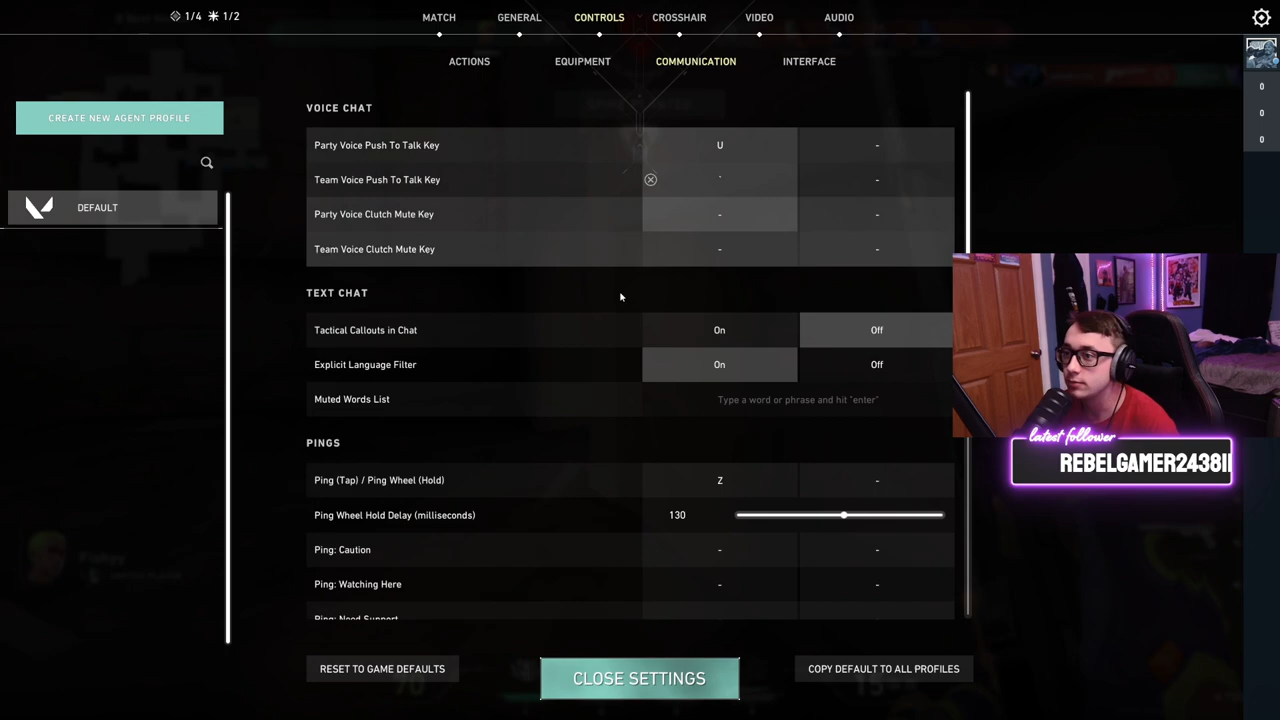 1/4 1/2
MATCH GENERAL CONTROLS CROSSHAIR VIDEO AUDIO
ACTIONS EQUIPMENT COMMUNICATION INTERFACE
CREATE NEW AGENT PROFILE
DEFAULT
VOICE CHAT
Party Voice Push To Talk Key U -
Team Voice Push To Talk Key ` -
Party Voice Clutch Mute Key - -
Team Voice Clutch Mute Key - -
TEXT CHAT
Tactical Callouts in Chat On Off
Explicit Language Filter On Off
Muted Words List Type a word or phrase and hit "enter"
PINGS
Ping (Tap) / Ping Wheel (Hold) Z -
Ping Wheel Hold Delay (milliseconds) 130
Ping: Caution - -
Ping: Watching Here - -
Ping: Need Support
RESET TO GAME DEFAULTS
CLOSE SETTINGS
COPY DEFAULT TO ALL PROFILES
0
0
0
latest follower
REBELGAMER243811